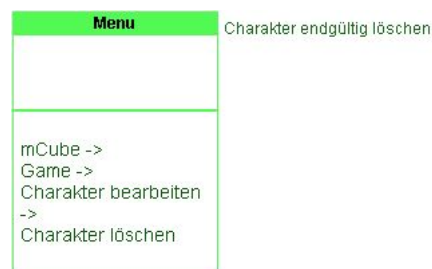 Menu
Charakter endgültig löschen
mCube ->
Game ->
Charakter bearbeiten
->
Charakter löschen